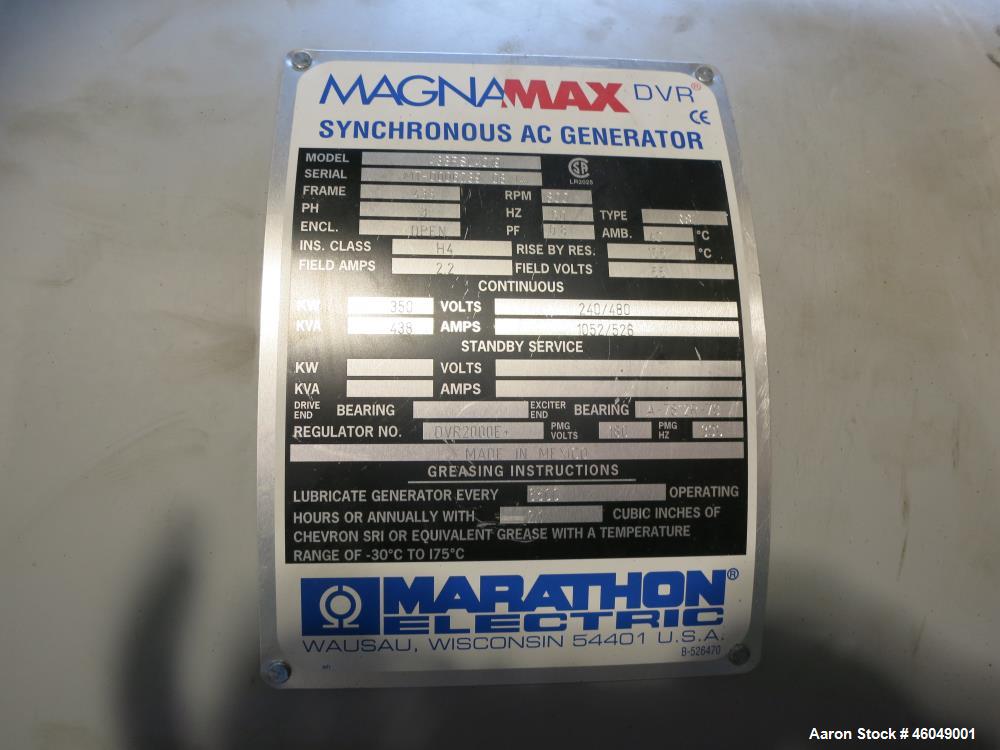 MAGNAMAX DVR®
CE
SYNCHRONOUS AC GENERATOR
MODEL
SERIAL
LR2025
FRAME RPM
PH 3 HZ TYPE
ENCL. OPEN PF 0.8 AMB. °C
INS. CLASS H4 RISE BY RES. °C
FIELD AMPS 2.2 FIELD VOLTS
CONTINUOUS
KW 350 VOLTS 240/480
KVA 438 AMPS 1052/526
STANDBY SERVICE
KW VOLTS
KVA AMPS
DRIVE END BEARING EXCITER END BEARING
REGULATOR NO. DVR2000E+ PMG VOLTS PMG HZ
MADE IN MEXICO
GREASING INSTRUCTIONS
LUBRICATE GENERATOR EVERY OPERATING
HOURS OR ANNUALLY WITH CUBIC INCHES OF
CHEVRON SRI OR EQUIVALENT GREASE WITH A TEMPERATURE
RANGE OF -30°C TO 175°C
MARATHON®
ELECTRIC
WAUSAU, WISCONSIN 54401 U.S.A.
B-526470
Aaron Stock # 46049001